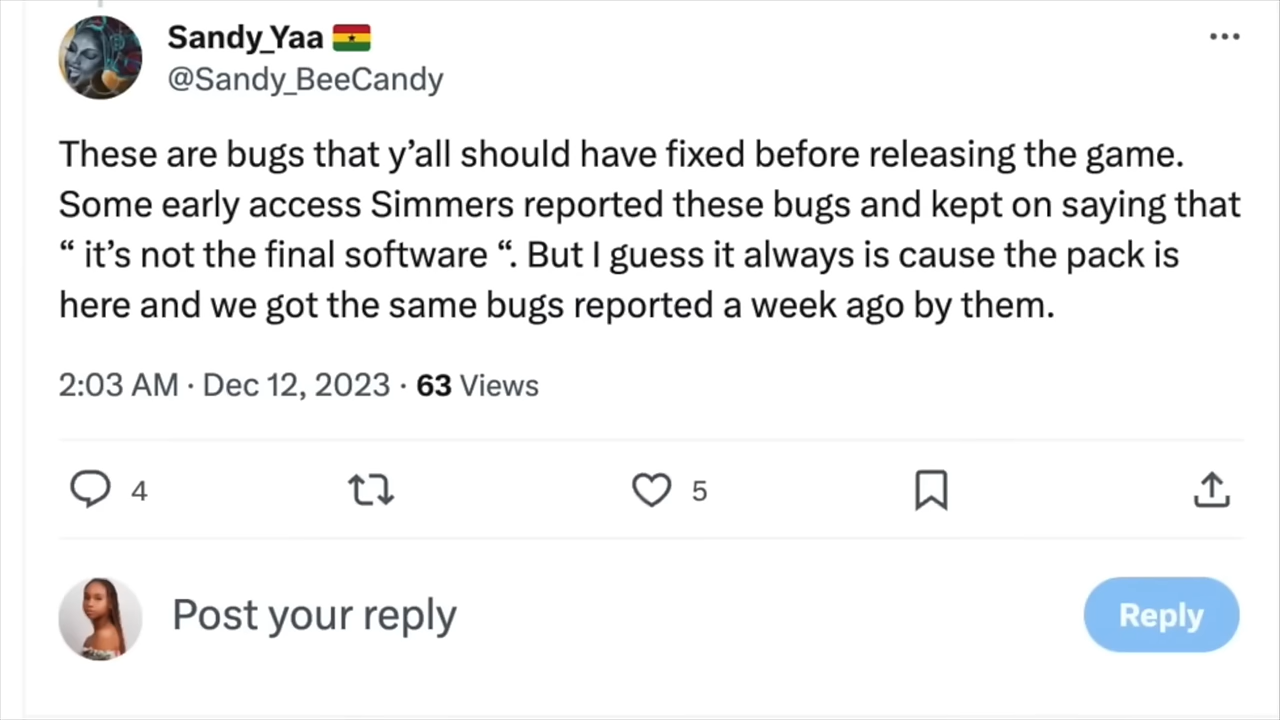 Sandy_Yaa 🇬🇭
@Sandy_BeeCandy
These are bugs that y’all should have fixed before releasing the game.
Some early access Simmers reported these bugs and kept on saying that
“ it’s not the final software “. But I guess it always is cause the pack is
here and we got the same bugs reported a week ago by them.
2:03 AM · Dec 12, 2023 · 63 Views
4 5
Post your reply Reply